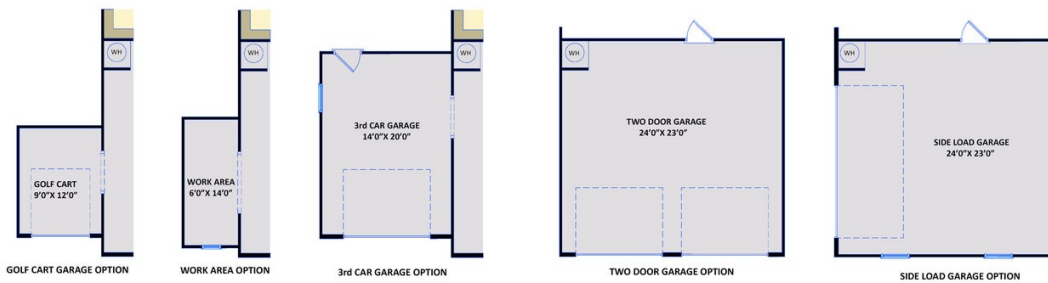 WH
GOLF CART
9'0"X 12'0"
GOLF CART GARAGE OPTION
WH
WORK AREA
6'0"X 14'0"
WORK AREA OPTION
WH
3rd CAR GARAGE
14'0"X 20'0"
3rd CAR GARAGE OPTION
WH
TWO DOOR GARAGE
24'0"X 23'0"
TWO DOOR GARAGE OPTION
WH
SIDE LOAD GARAGE
24'0"X 23'0"
SIDE LOAD GARAGE OPTION